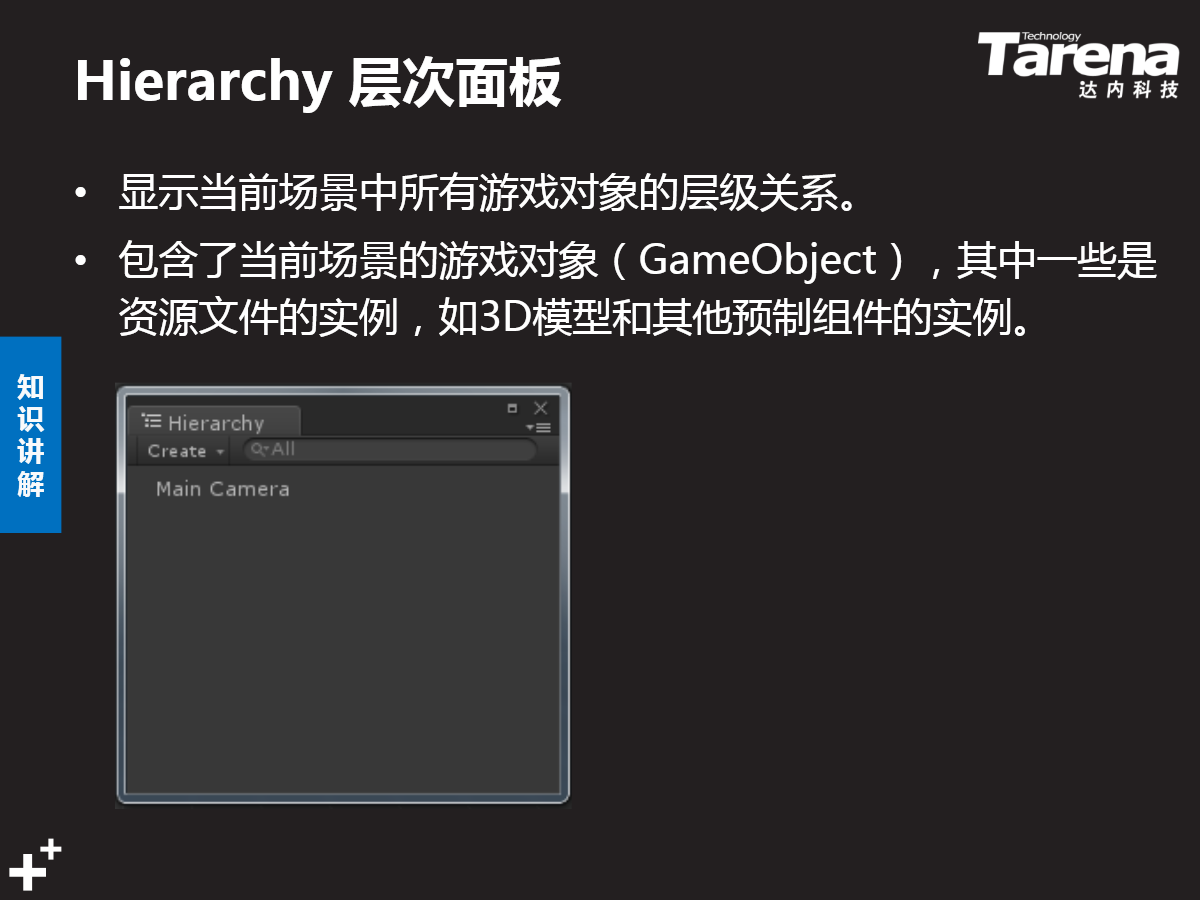 Hierarchy 层次面板
Technology
Tarena
达内科技
• 显示当前场景中所有游戏对象的层级关系。
• 包含了当前场景的游戏对象（GameObject），其中一些是
资源文件的实例，如3D模型和其他预制组件的实例。
知识讲解
Hierarchy
Create
All
Main Camera